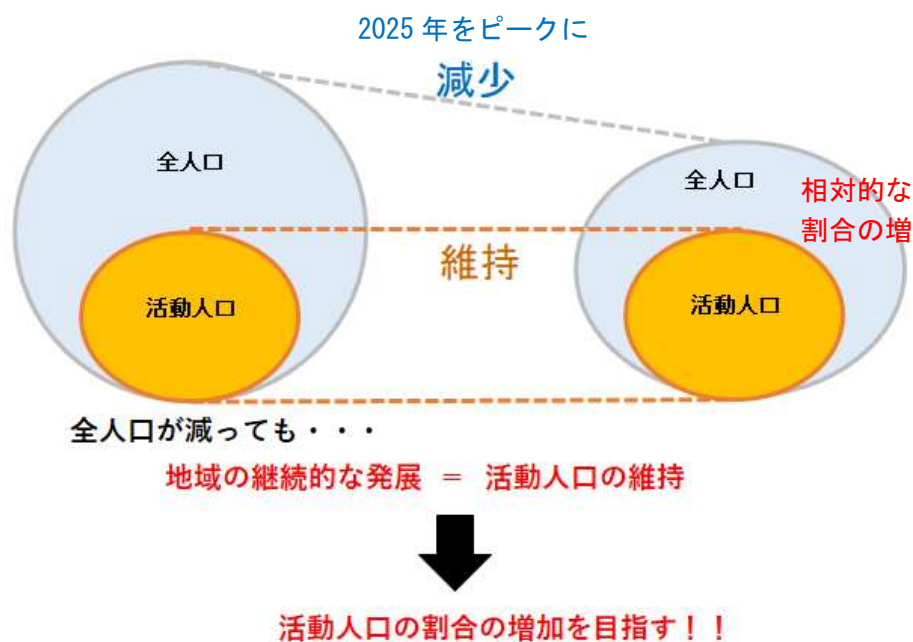 2025 年をピークに
減少
全人口
全人口
相対的な
割合の増
維持
活動人口
活動人口
全人口が減っても・・・
地域の継続的な発展 = 活動人口の維持
活動人口の割合の増加を目指す！！